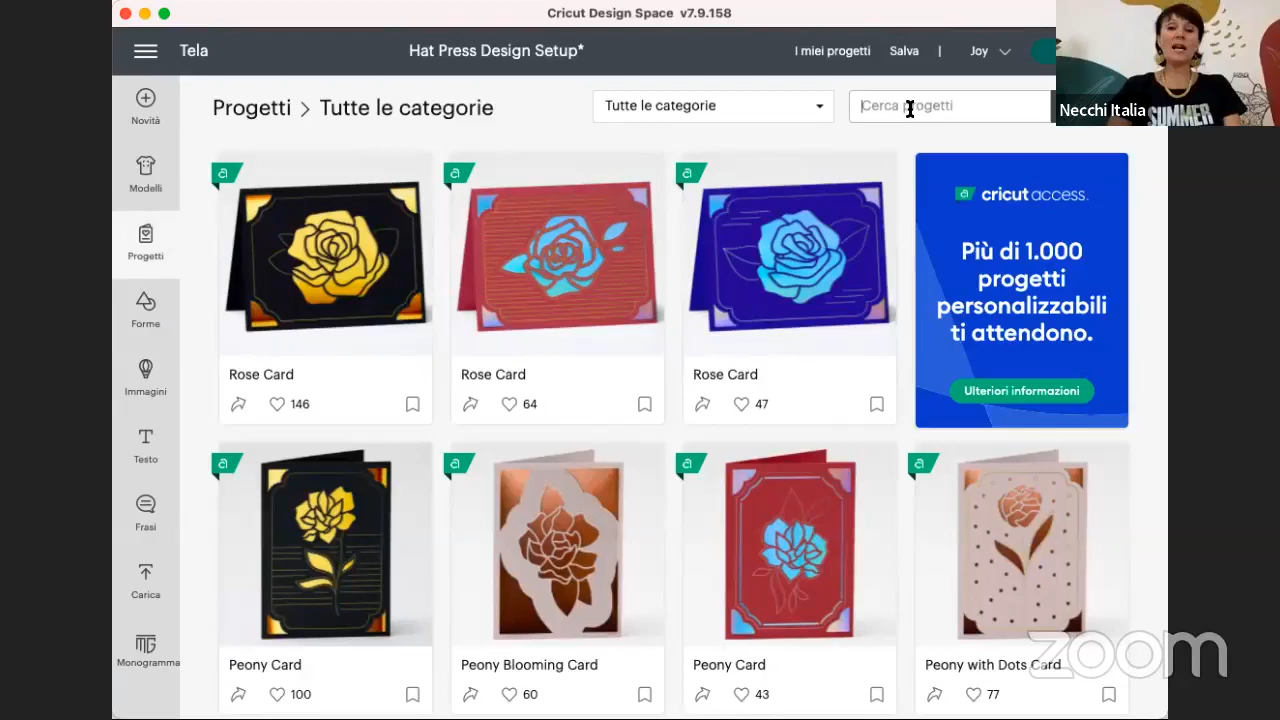 Cricut Design Space v7.9.158
Tela
Hat Press Design Setup*
I miei progetti
Salva
|
Joy
Necchi Italia
SUMMER
Novità
Modelli
Progetti
Forme
Immagini
Testo
Frasi
Carica
Monogramma
Progetti > Tutte le categorie
Tutte le categorie
Cerca progetti
Rose Card
146
Rose Card
64
Rose Card
47
cricut access.
Più di 1.000
progetti
personalizzabili
ti attendono.
Ulteriori informazioni
Peony Card
100
Peony Blooming Card
60
Peony Card
43
Peony with Dots Card
77
zoom